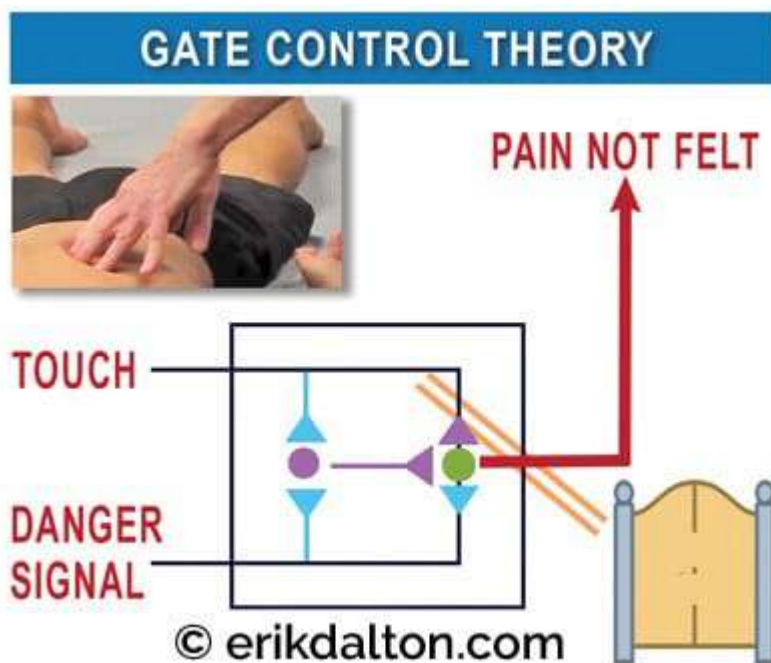 GATE CONTROL THEORY
PAIN NOT FELT
TOUCH
DANGER
SIGNAL
© erikdalton.com